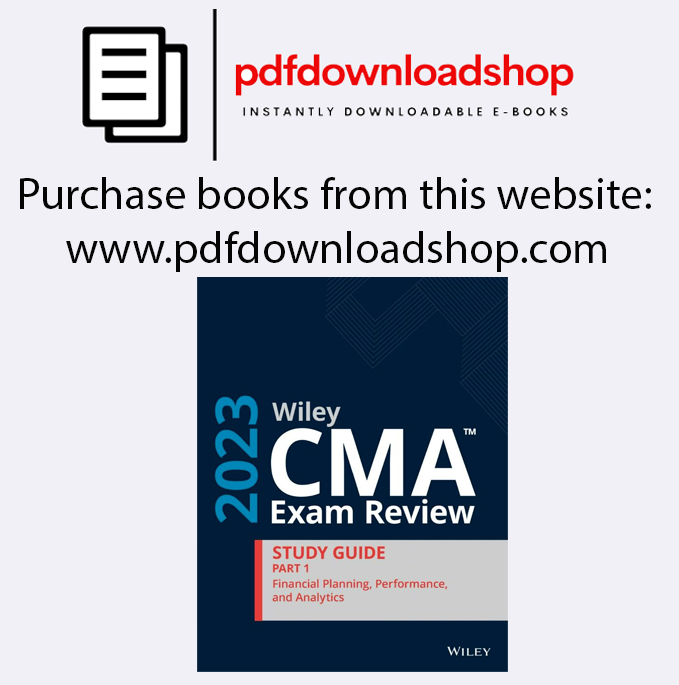 pdfdownloadshop
INSTANTLY DOWNLOADABLE E-BOOKS
Purchase books from this website:
www.pdfdownloadshop.com
2023
Wiley
CMA™
Exam Review
STUDY GUIDE
PART 1
Financial Planning, Performance,
and Analytics
WILEY